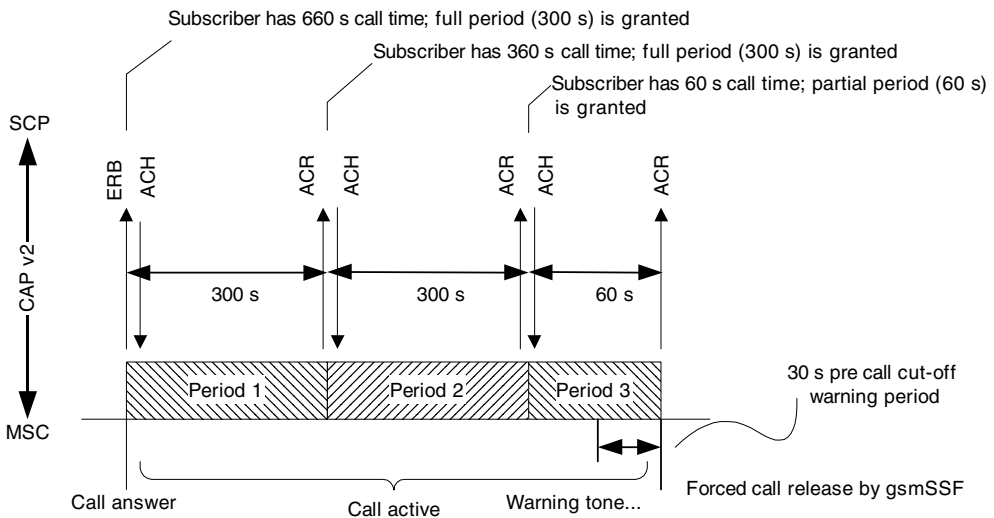 Subscriber has 660 s call time; full period (300 s) is granted
Subscriber has 360 s call time; full period (300 s) is granted
Subscriber has 60 s call time; partial period (60 s)
is granted
SCP
ERB
ACH
ACR
ACH
ACR
ACH
ACR
CAP v2
300 s
300 s
60 s
Period 1
Period 2
Period 3
30 s pre call cut-off
warning period
MSC
Call answer
Call active
Warning tone...
Forced call release by gsmSSF